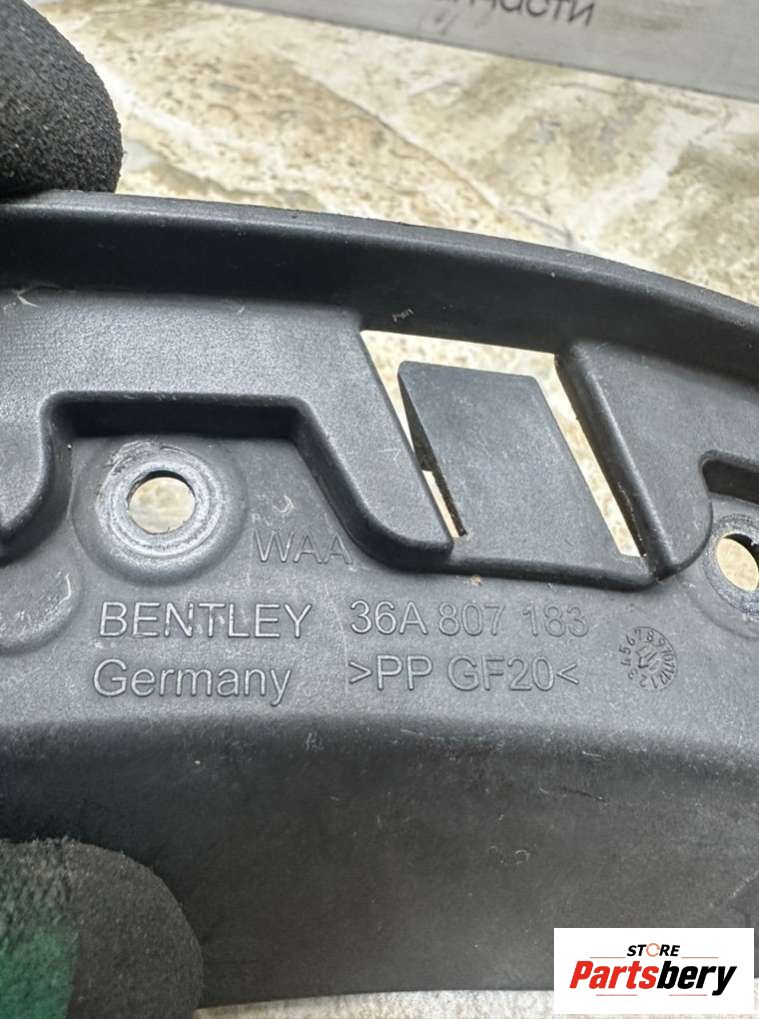 WAA
BENTLEY 36A 807 183
Germany >PP GF20<
STORE
Partsbery